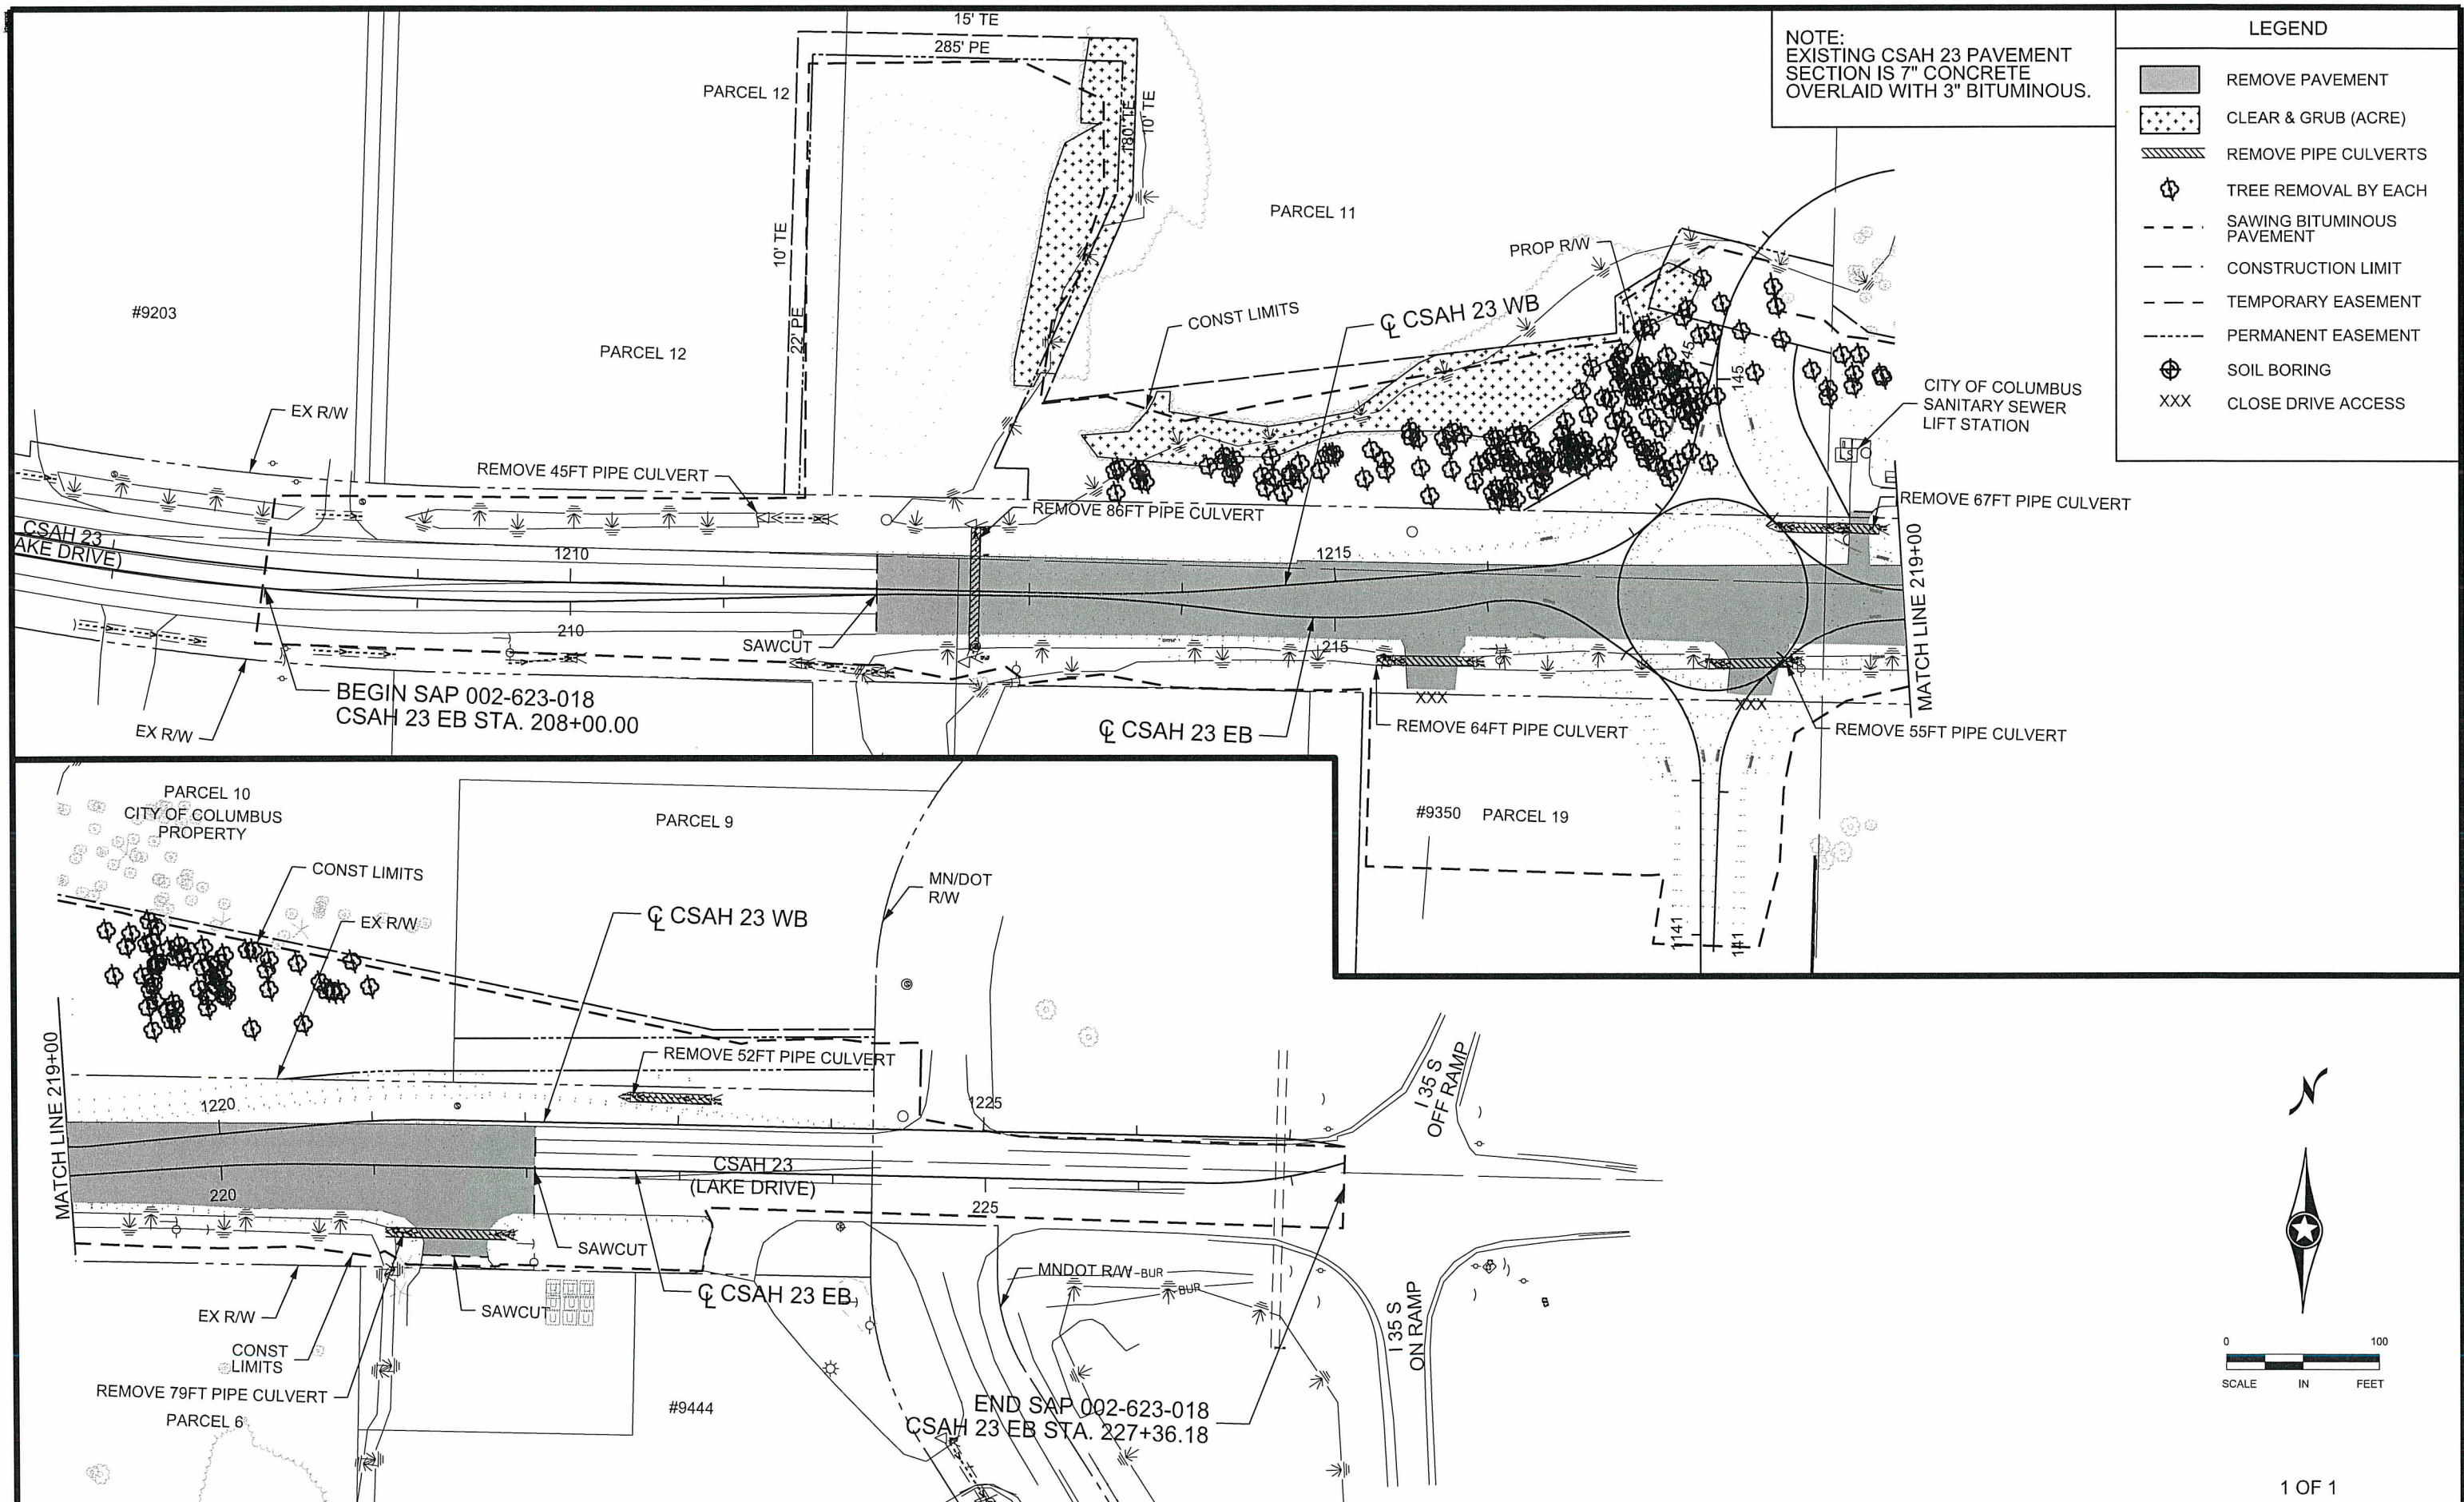 15' TE
285' PE
PARCEL 12
180' TE
10' TE
10' TE
22' PE
PARCEL 11
PROP R/W
#9203
PARCEL 12
CONST LIMITS
℄ CSAH 23 WB
EX R/W
REMOVE 45FT PIPE CULVERT
REMOVE 86FT PIPE CULVERT
145
145
CITY OF COLUMBUS
SANITARY SEWER
LIFT STATION
LS
REMOVE 67FT PIPE CULVERT
CSAH 23
LAKE DRIVE)
1210
1215
210
215
SAWCUT
MATCH LINE 219+00
BEGIN SAP 002-623-018
CSAH 23 EB STA. 208+00.00
EX R/W
℄ CSAH 23 EB
XXX
XXX
REMOVE 64FT PIPE CULVERT
REMOVE 55FT PIPE CULVERT
#9350 PARCEL 19
1141
141
NOTE:
EXISTING CSAH 23 PAVEMENT
SECTION IS 7" CONCRETE
OVERLAID WITH 3" BITUMINOUS.
LEGEND
REMOVE PAVEMENT
CLEAR & GRUB (ACRE)
REMOVE PIPE CULVERTS
TREE REMOVAL BY EACH
SAWING BITUMINOUS
PAVEMENT
CONSTRUCTION LIMIT
TEMPORARY EASEMENT
PERMANENT EASEMENT
SOIL BORING
XXX CLOSE DRIVE ACCESS
PARCEL 10
CITY OF COLUMBUS
PROPERTY
PARCEL 9
CONST LIMITS
MN/DOT
R/W
EX R/W
℄ CSAH 23 WB
MATCH LINE 219+00
REMOVE 52FT PIPE CULVERT
1220
1225
CSAH 23
(LAKE DRIVE)
220
225
I 35 S
OFF RAMP
SAWCUT
℄ CSAH 23 EB
MNDOT R/W
BUR
BUR
EX R/W
SAWCUT
CONST
LIMITS
REMOVE 79FT PIPE CULVERT
PARCEL 6
#9444
I 35 S
ON RAMP
END SAP 002-623-018
CSAH 23 EB STA. 227+36.18
N
0 100
SCALE IN FEET
1 OF 1